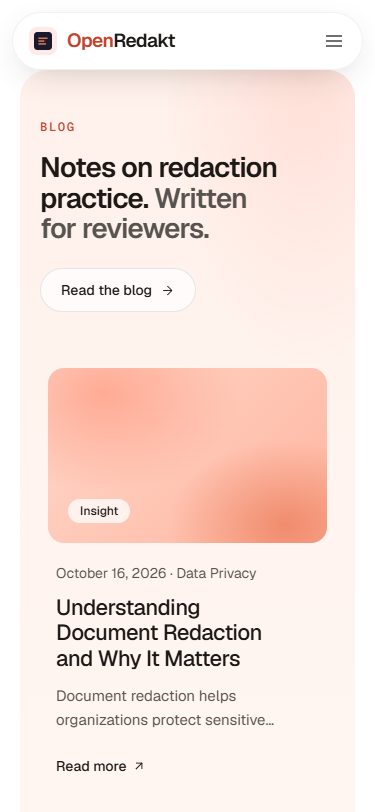 OpenRedakt
BLOG
Notes on redaction
practice. Written
for reviewers.
Read the blog →
Insight
October 16, 2026 · Data Privacy
Understanding
Document Redaction
and Why It Matters
Document redaction helps
organizations protect sensitive...
Read more ↗